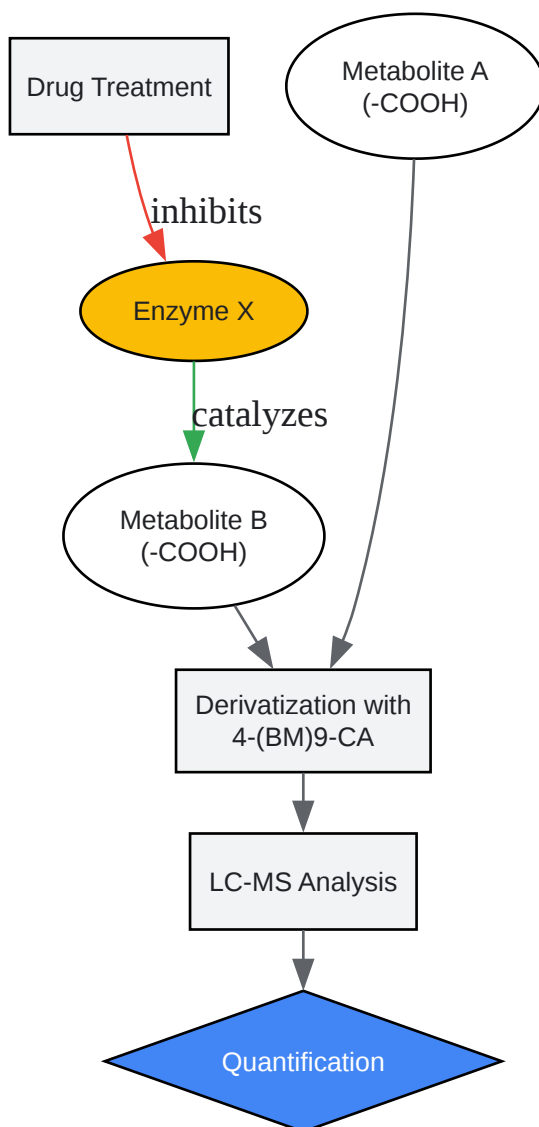 Drug Treatment
Metabolite A
(-COOH)
inhibits
Enzyme X
catalyzes
Metabolite B
(-COOH)
Derivatization with
4-(BM)9-CA
LC-MS Analysis
Quantification